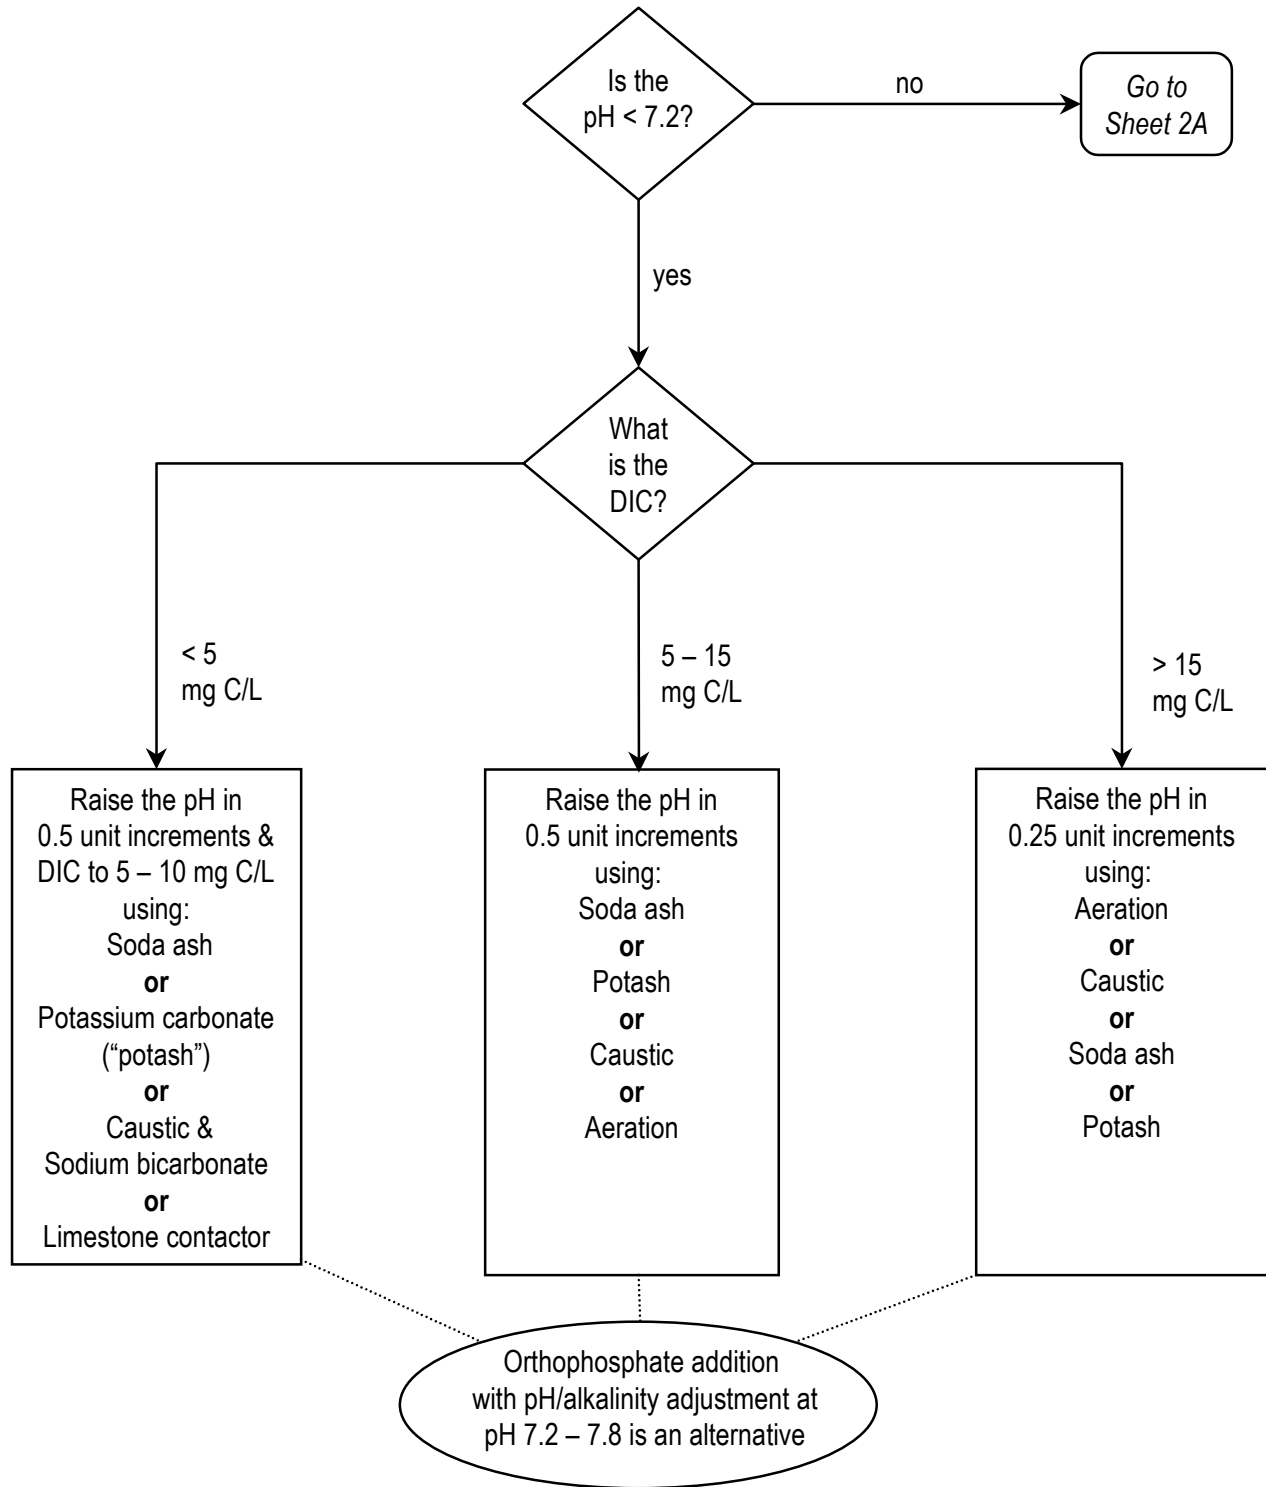 Is the
pH < 7.2?
no
Go to
Sheet 2A
yes
What
is the
DIC?
< 5
mg C/L
5 – 15
mg C/L
> 15
mg C/L
Raise the pH in
0.5 unit increments &
DIC to 5 – 10 mg C/L
using:
Soda ash
or
Potassium carbonate
(“potash”)
or
Caustic &
Sodium bicarbonate
or
Limestone contactor
Raise the pH in
0.5 unit increments
using:
Soda ash
or
Potash
or
Caustic
or
Aeration
Raise the pH in
0.25 unit increments
using:
Aeration
or
Caustic
or
Soda ash
or
Potash
Orthophosphate addition
with pH/alkalinity adjustment at
pH 7.2 – 7.8 is an alternative